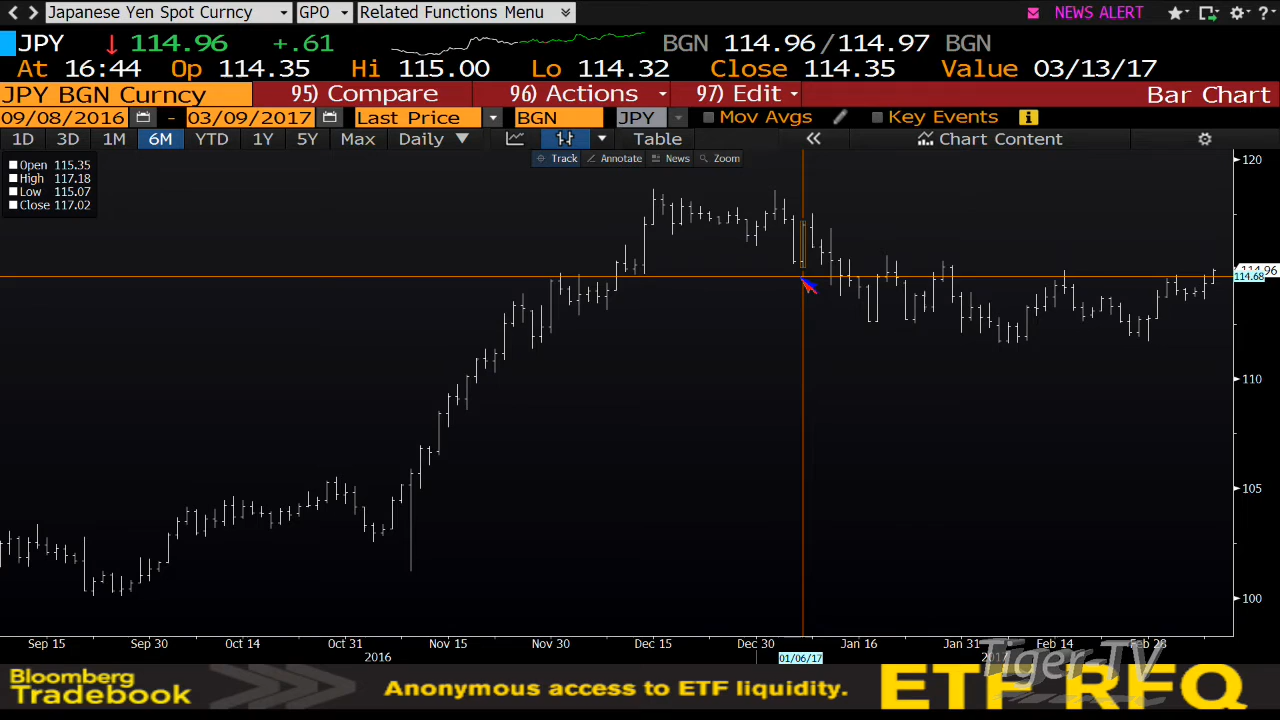 Japanese Yen Spot Curncy GPO Related Functions Menu NEWS ALERT ?
JPY 114.96 +.61 BGN 114.96/114.97 BGN
At 16:44 Op 114.35 Hi 115.00 Lo 114.32 Close 114.35 Value 03/13/17
JPY BGN Curncy 95) Compare 96) Actions 97) Edit Bar Chart
09/08/2016 - 03/09/2017 Last Price BGN JPY Mov Avgs Key Events
1D 3D 1M 6M YTD 1Y 5Y Max Daily Table Chart Content
Track Annotate News Zoom
Open 115.35
High 117.18
Low 115.07
Close 117.02
120
114.96
114.68
110
105
100
Sep 15 Sep 30 Oct 14 Oct 31 Nov 15 Nov 30 Dec 15 Dec 30 Jan 16 Jan 31 Feb 14 Feb 28
2016 01/06/17 2017
Tiger-TV
Bloomberg
Tradebook
Anonymous access to ETF liquidity.
ETF RFQ